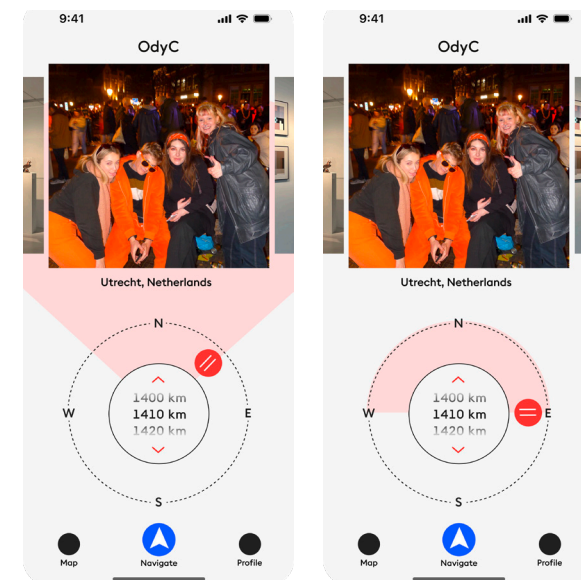 9:41
OdyC
Utrecht, Netherlands
N
W
1400 km
1410 km
1420 km
E
S
Map
Navigate
Profile
9:41
OdyC
Utrecht, Netherlands
N
W
1400 km
1410 km
1420 km
E
S
Map
Navigate
Profile